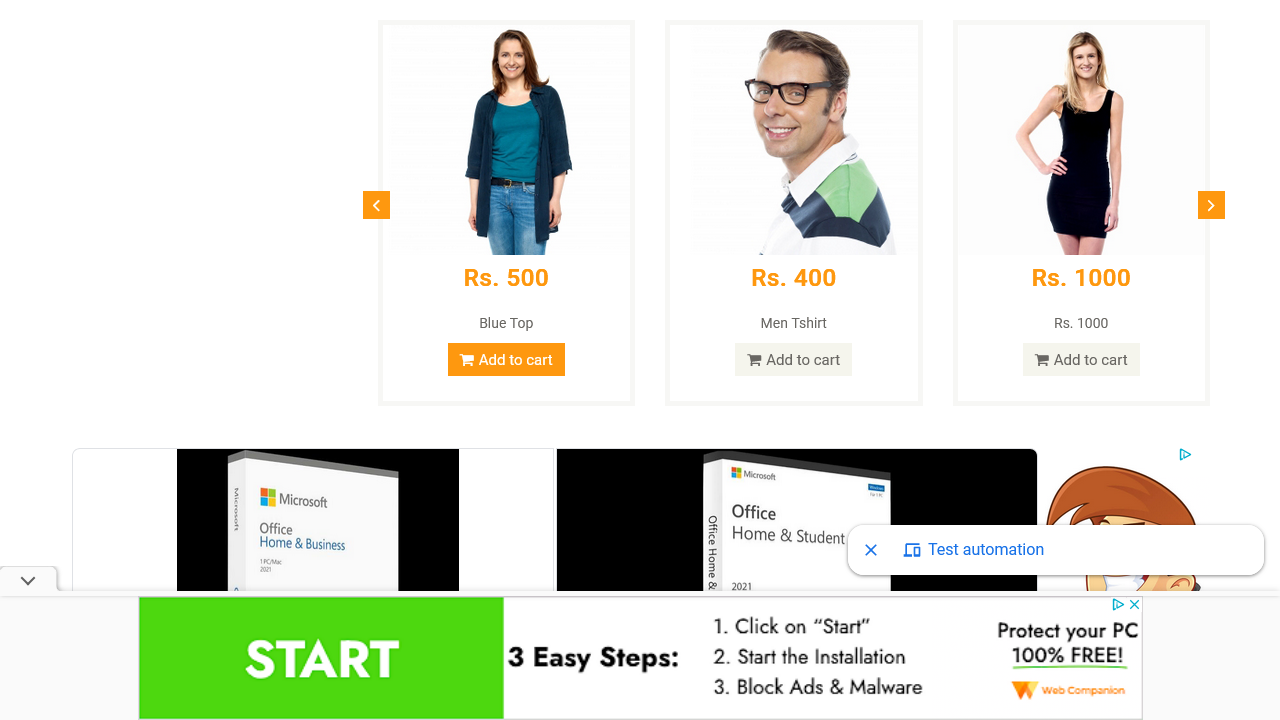 Rs. 500
Blue Top
Add to cart
Rs. 400
Men Tshirt
Add to cart
Rs. 1000
Rs. 1000
Add to cart
Microsoft
Office
Home & Business
1 PC/Mac
2021
Microsoft
Office
Home & Student
2021
Office Home &
Test automation
START
3 Easy Steps:
1. Click on “Start”
2. Start the Installation
3. Block Ads & Malware
Protect your PC
100% FREE!
Web Companion